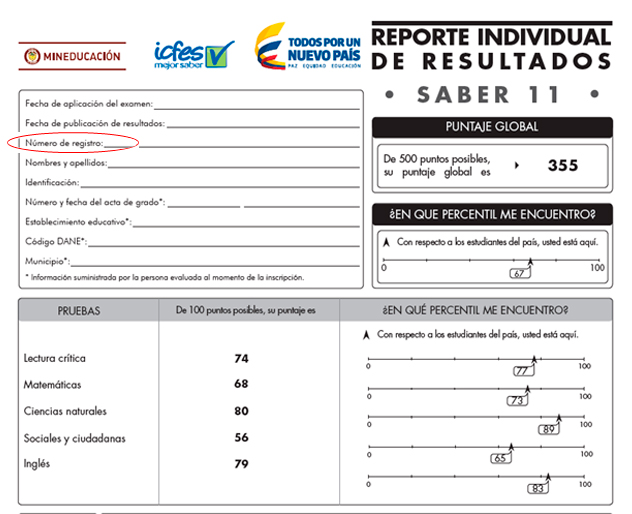 MINEDUCACIÓN
icfes
mejor saber
TODOS POR UN
NUEVO PAÍS
PAZ EQUIDAD EDUCACIÓN
REPORTE INDIVIDUAL
DE RESULTADOS
• SABER 11 •
Fecha de aplicación del examen:
Fecha de publicación de resultados:
Número de registro:
Nombres y apellidos:
Identificación:
Número y fecha del acta de grado*:
Establecimiento educativo*:
Código DANE*:
Municipio*:
* Información suministrada por la persona evaluada al momento de la inscripción.
PUNTAJE GLOBAL
De 500 puntos posibles,
su puntaje global es
355
¿EN QUE PERCENTIL ME ENCUENTRO?
Con respecto a los estudiantes del país, usted está aquí.
0 100
67
PRUEBAS De 100 puntos posibles, su puntaje es ¿EN QUÉ PERCENTIL ME ENCUENTRO?
Con respecto a los estudiantes del país, usted está aquí.
Lectura crítica 74 0 77 100
Matemáticas 68 0 73 100
Ciencias naturales 80 0 89 100
Sociales y ciudadanas 56 0 65 100
Inglés 79 0 83 100